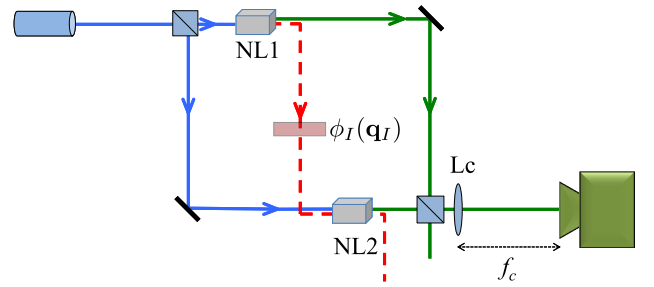 NL1
ϕ_I(𝐪_I)
Lc
NL2
f_c